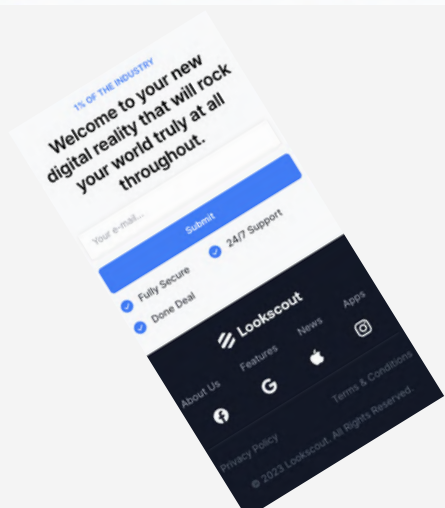 1% OF THE INDUSTRY
Welcome to your new
digital reality that will rock
your world truly at all
throughout.
Your e-mail...
Submit
Fully Secure
24/7 Support
Done Deal
Lookscout
About Us
Features
News
Apps
Privacy Policy
Terms & Conditions
© 2023 Lookscout. All Rights Reserved.